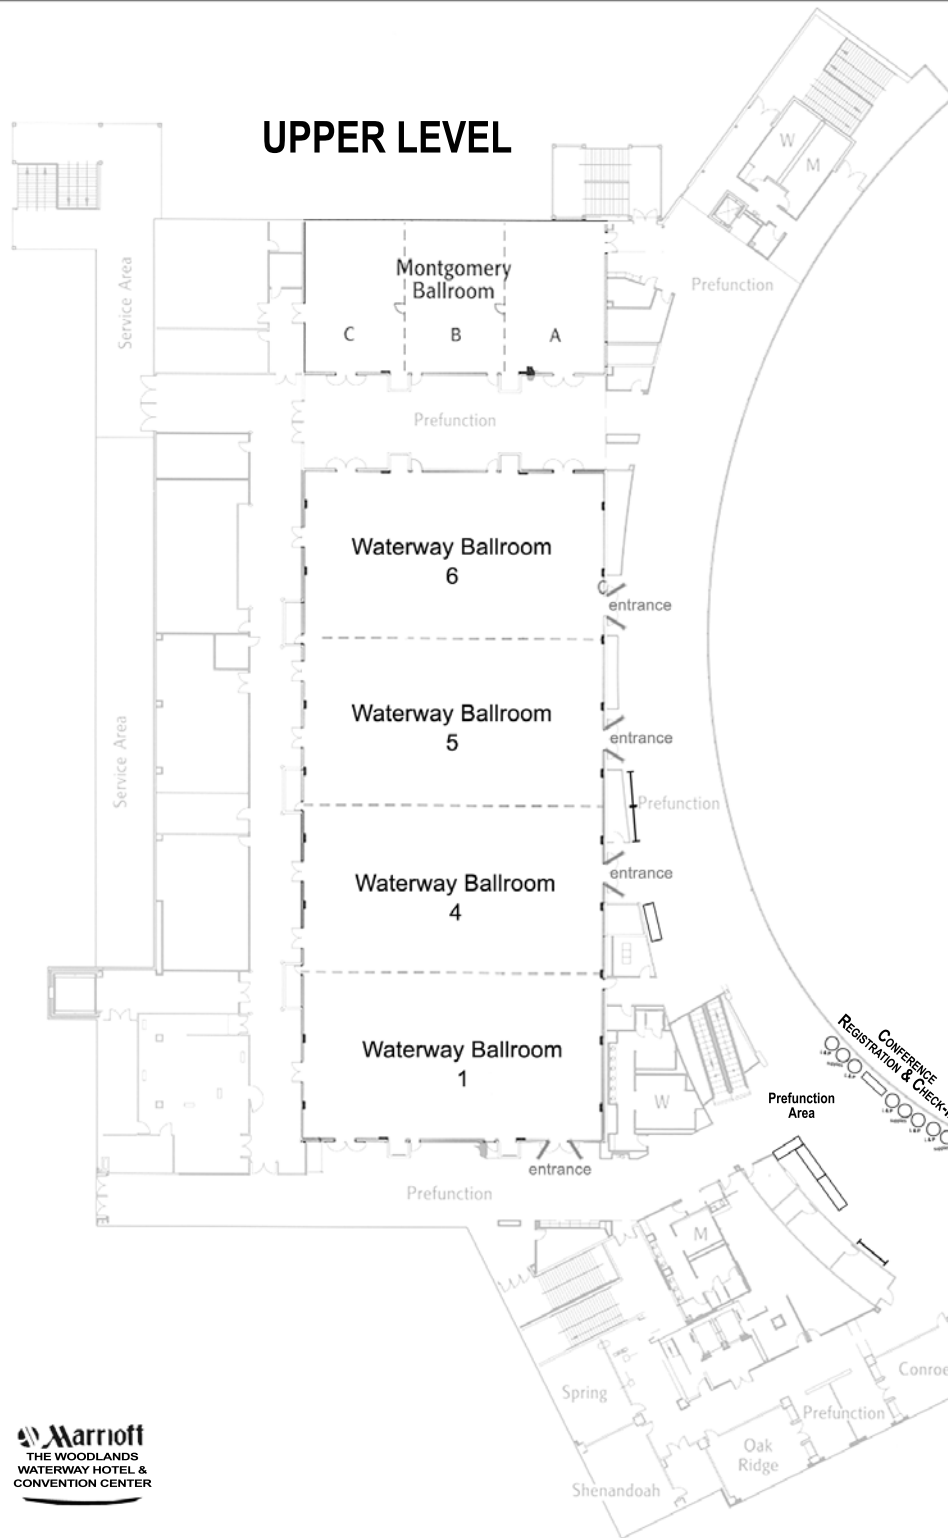 UPPER LEVEL
W
M
Service Area
Prefunction
Montgomery
Ballroom
C
B
A
Prefunction
Waterway Ballroom
6
entrance
Waterway Ballroom
5
entrance
Service Area
Prefunction
Waterway Ballroom
4
entrance
Waterway Ballroom
1
CONFERENCE
REGISTRATION & CHECK-
W
Prefunction
Area
entrance
Prefunction
M
Conroe
Spring
Prefunction
Oak
Ridge
Shenandoah
Marriott
THE WOODLANDS
WATERWAY HOTEL &
CONVENTION CENTER